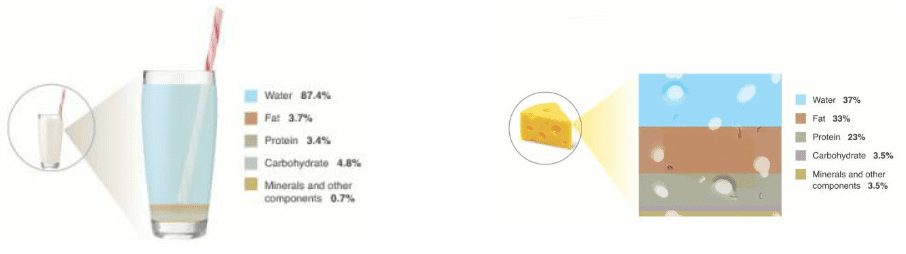 Water 87.4%
Fat 3.7%
Protein 3.4%
Carbohydrate 4.8%
Minerals and other
components 0.7%
Water 37%
Fat 33%
Protein 23%
Carbohydrate 3.5%
Minerals and other
components 3.5%